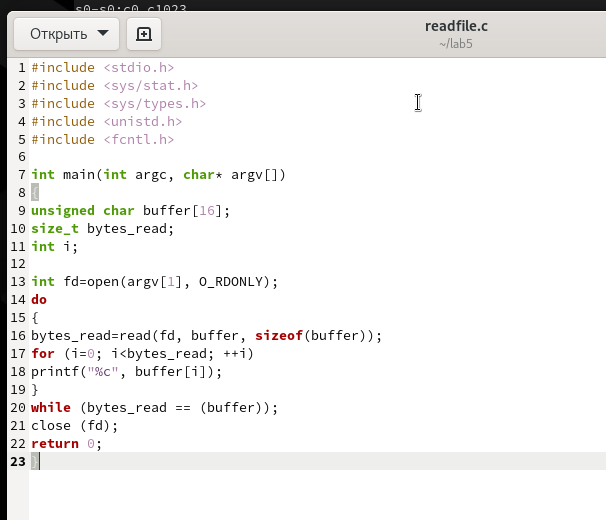 s0=s0:c0.c1023
Открыть
readfile.c
~/lab5
1 #include <stdio.h>
2 #include <sys/stat.h>
3 #include <sys/types.h>
4 #include <unistd.h>
5 #include <fcntl.h>
6
7 int main(int argc, char* argv[])
8 {
9 unsigned char buffer[16];
10 size_t bytes_read;
11 int i;
12
13 int fd=open(argv[1], O_RDONLY);
14 do
15 {
16 bytes_read=read(fd, buffer, sizeof(buffer));
17 for (i=0; i<bytes_read; ++i)
18 printf("%c", buffer[i]);
19 }
20 while (bytes_read == (buffer));
21 close (fd);
22 return 0;
23 }